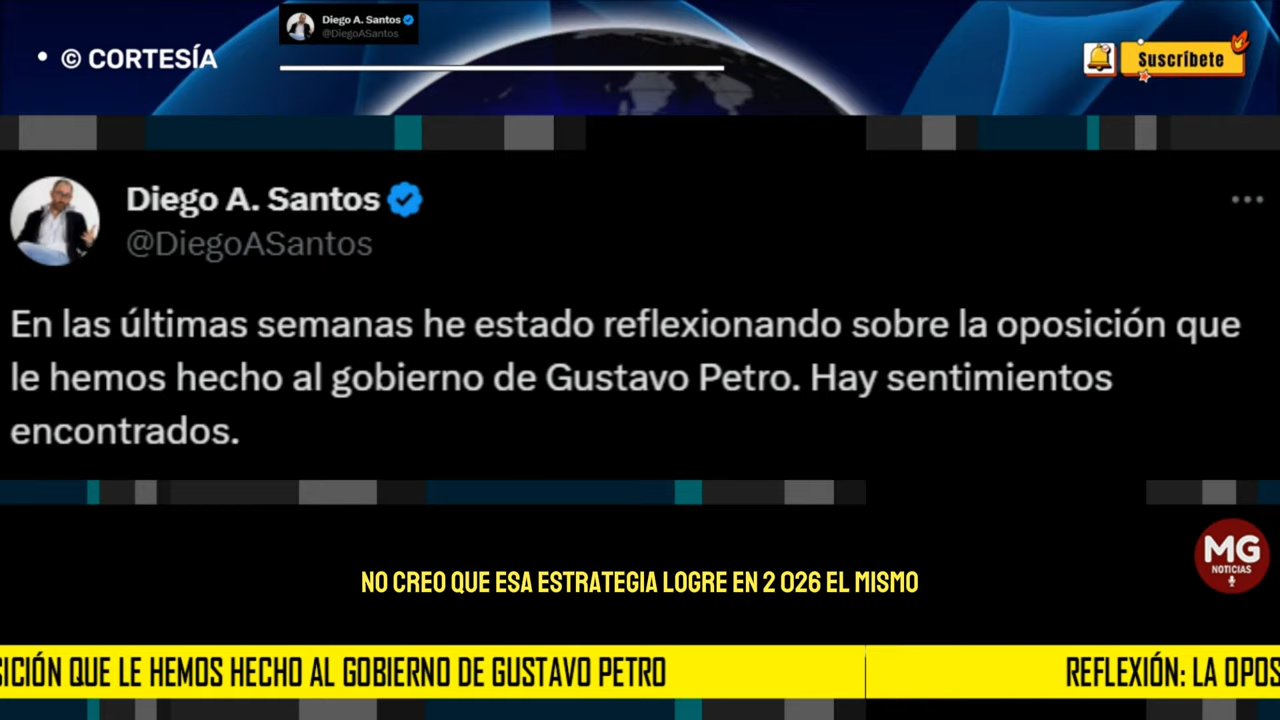 • © CORTESÍA
Diego A. Santos
@DiegoASantos
Suscríbete
Diego A. Santos
@DiegoASantos
En las últimas semanas he estado reflexionando sobre la oposición que
le hemos hecho al gobierno de Gustavo Petro. Hay sentimientos
encontrados.
MG
NOTICIAS
NO CREO QUE ESA ESTRATEGIA LOGRE EN 2 026 EL MISMO
SICIÓN QUE LE HEMOS HECHO AL GOBIERNO DE GUSTAVO PETRO
REFLEXIÓN: LA OPOS